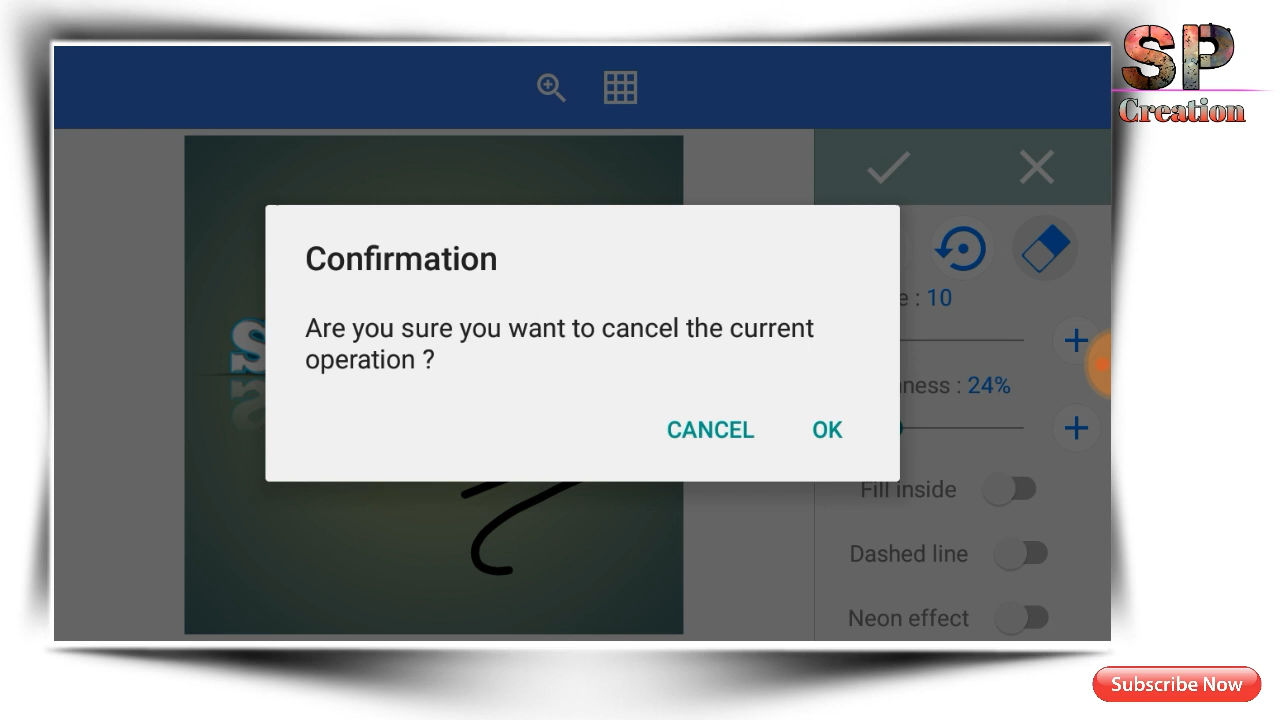 SP
Creation
Confirmation
Are you sure you want to cancel the current
operation ?
CANCEL OK
: 10
: 24%
Fill inside
Dashed line
Neon effect
Subscribe Now